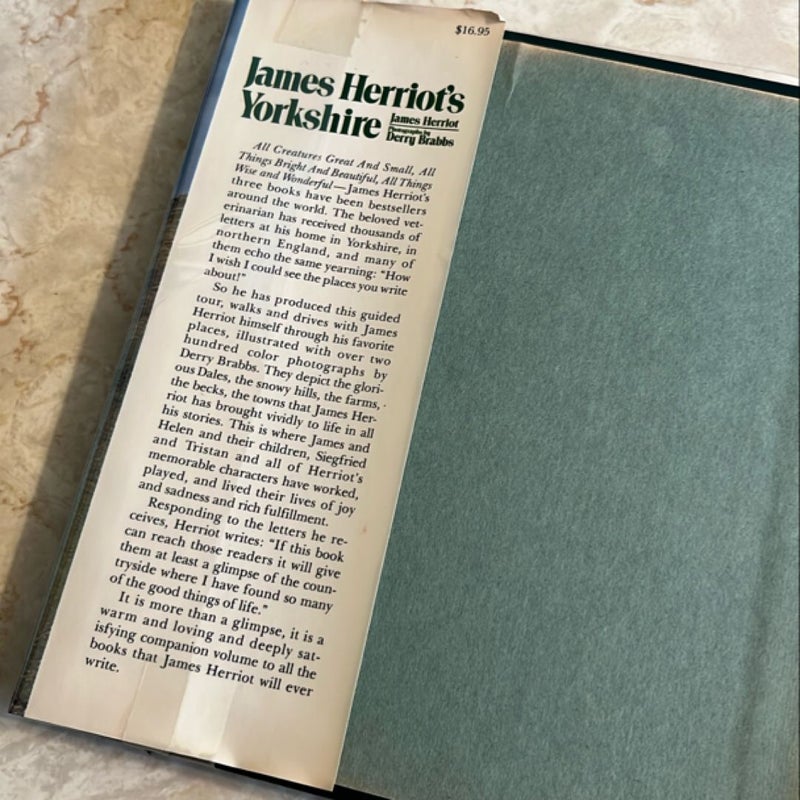 $16.95
James Herriot's
Yorkshire
James Herriot
Photographs by
Derry Brabbs
All Creatures Great And Small, All
Things Bright And Beautiful, All Things
Wise and Wonderful—James Herriot's
three books have been bestsellers
around the world. The beloved vet-
erinarian has received thousands of
letters at his home in Yorkshire, in
northern England, and many of
them echo the same yearning: "How
I wish I could see the places you write
about!"
So he has produced this guided
tour, walks and drives with James
Herriot himself through his favorite
places, illustrated with over two
hundred color photographs by
Derry Brabbs. They depict the glori-
ous Dales, the snowy hills, the farms,
the becks, the towns that James Her-
riot has brought vividly to life in all
his stories. This is where James and
Helen and their children, Siegfried
and Tristan and all of Herriot's
memorable characters have worked,
played, and lived their lives of joy
and sadness and rich fulfillment.
Responding to the letters he re-
ceives, Herriot writes: "If this book
can reach those readers it will give
them at least a glimpse of the coun-
tryside where I have found so many
of the good things of life."
It is more than a glimpse, it is a
warm and loving and deeply sat-
isfying companion volume to all the
books that James Herriot will ever
write.